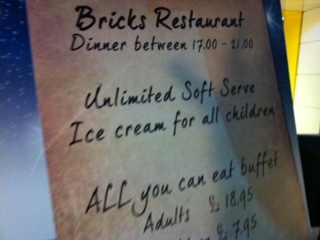 Bricks Restaurant
Dinner between 17.00 - 21.00
Unlimited Soft Serve
Ice cream for all children
ALL you can eat buffet
Adults £ 18.95
£ 7.95